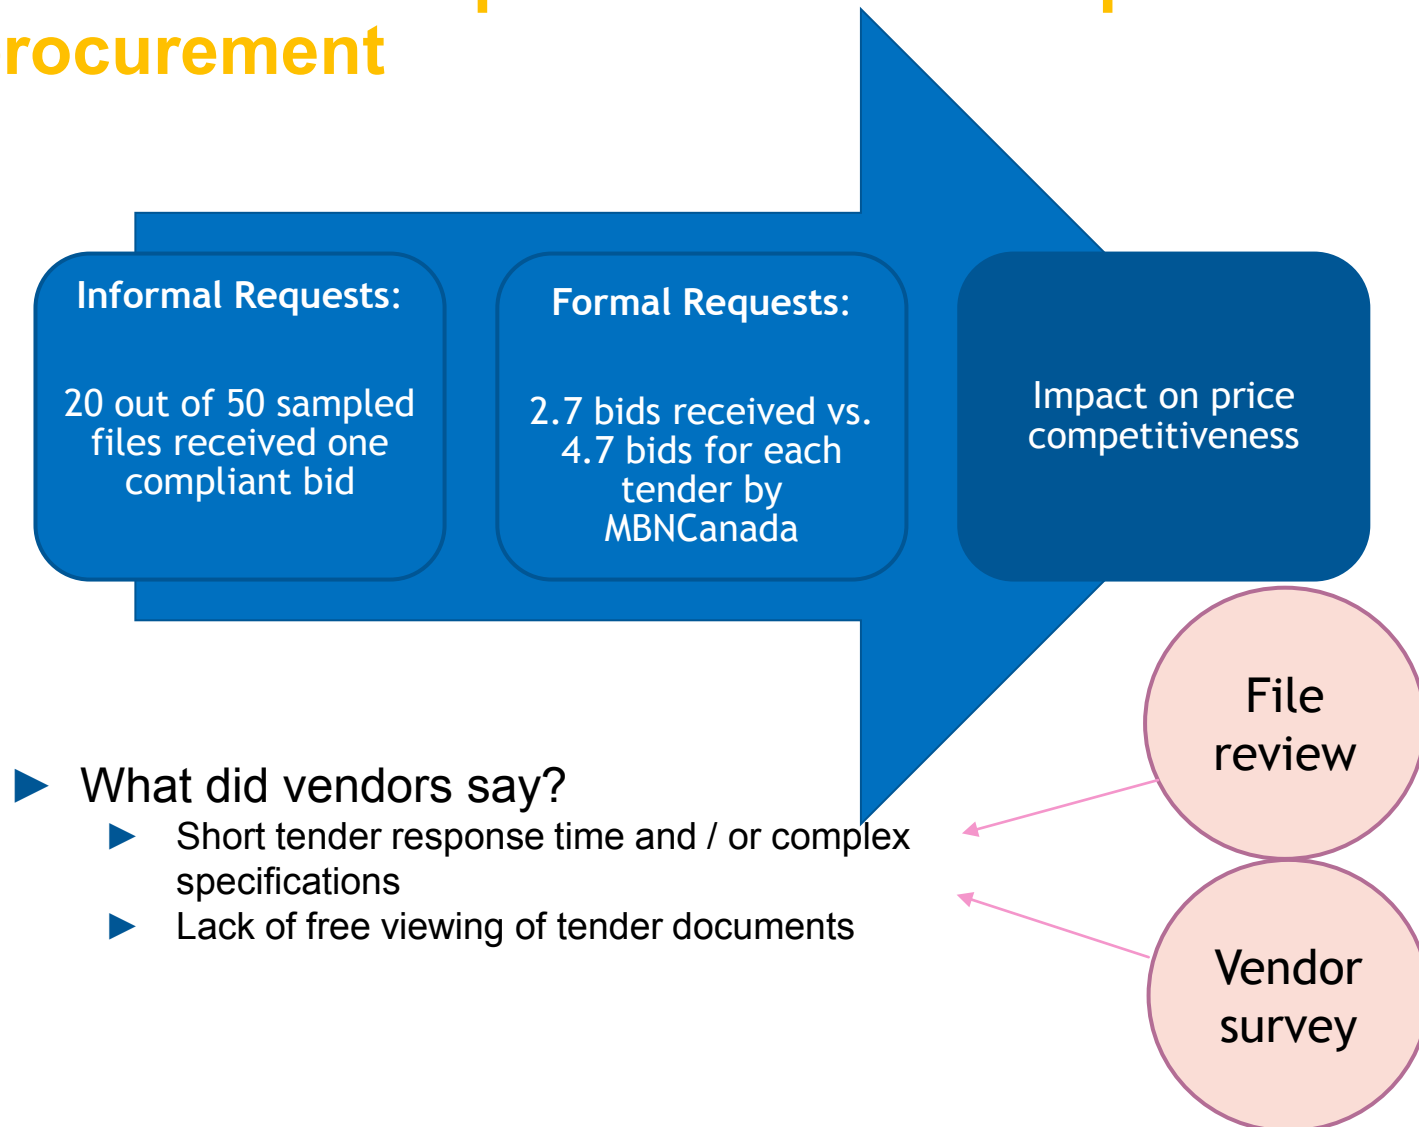 rocurement
Informal Requests:
20 out of 50 sampled
files received one
compliant bid
Formal Requests:
2.7 bids received vs.
4.7 bids for each
tender by
MBNCanada
Impact on price
competitiveness
File
review
Vendor
survey
What did vendors say?
Short tender response time and / or complex
specifications
Lack of free viewing of tender documents